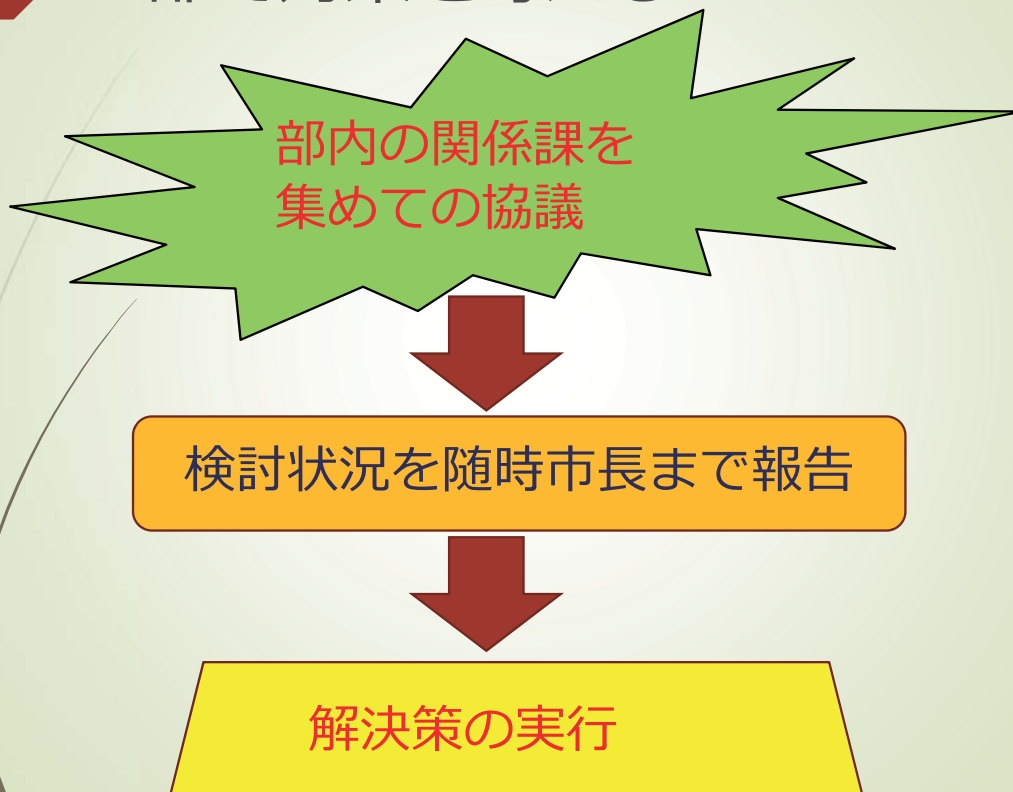 部内の関係課を
集めての協議
検討状況を随時市長まで報告
解決策の実行